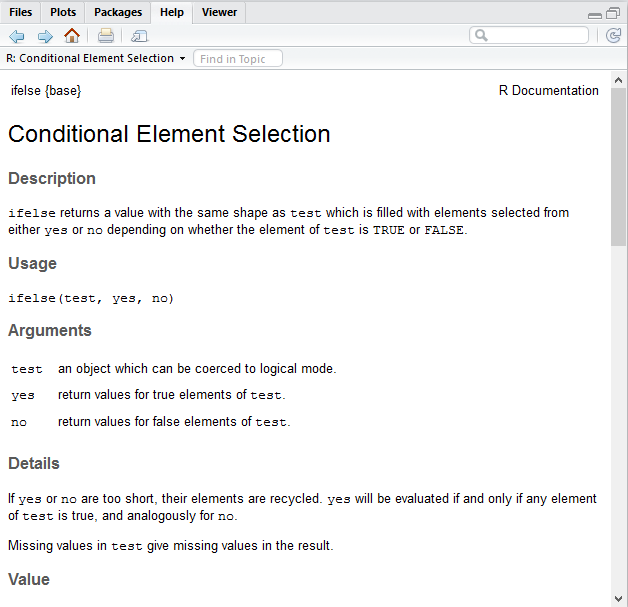 Files Plots Packages Help Viewer
R: Conditional Element Selection Find in Topic
ifelse {base} R Documentation
Conditional Element Selection
Description
ifelse returns a value with the same shape as test which is filled with elements selected from
either yes or no depending on whether the element of test is TRUE or FALSE.
Usage
ifelse(test, yes, no)
Arguments
test an object which can be coerced to logical mode.
yes return values for true elements of test.
no return values for false elements of test.
Details
If yes or no are too short, their elements are recycled. yes will be evaluated if and only if any element
of test is true, and analogously for no.
Missing values in test give missing values in the result.
Value